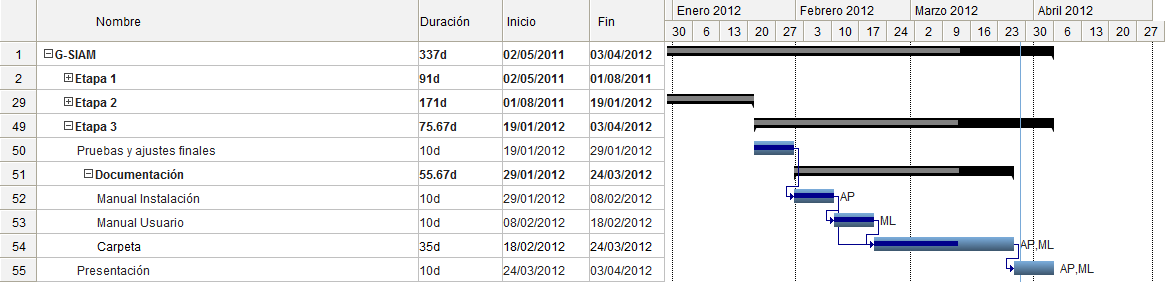 Enero 2012 Febrero 2012 Marzo 2012 Abril 2012
Nombre Duración Inicio Fin
30 6 13 20 27 3 10 17 24 2 9 16 23 30 6 13 20 27
1 G-SIAM 337d 02/05/2011 03/04/2012
2 Etapa 1 91d 02/05/2011 01/08/2011
29 Etapa 2 171d 01/08/2011 19/01/2012
49 Etapa 3 75.67d 19/01/2012 03/04/2012
50 Pruebas y ajustes finales 10d 19/01/2012 29/01/2012
51 Documentación 55.67d 29/01/2012 24/03/2012
52 Manual Instalación 10d 29/01/2012 08/02/2012 AP
53 Manual Usuario 10d 08/02/2012 18/02/2012 ML
54 Carpeta 35d 18/02/2012 24/03/2012 AP,ML
55 Presentación 10d 24/03/2012 03/04/2012 AP,ML